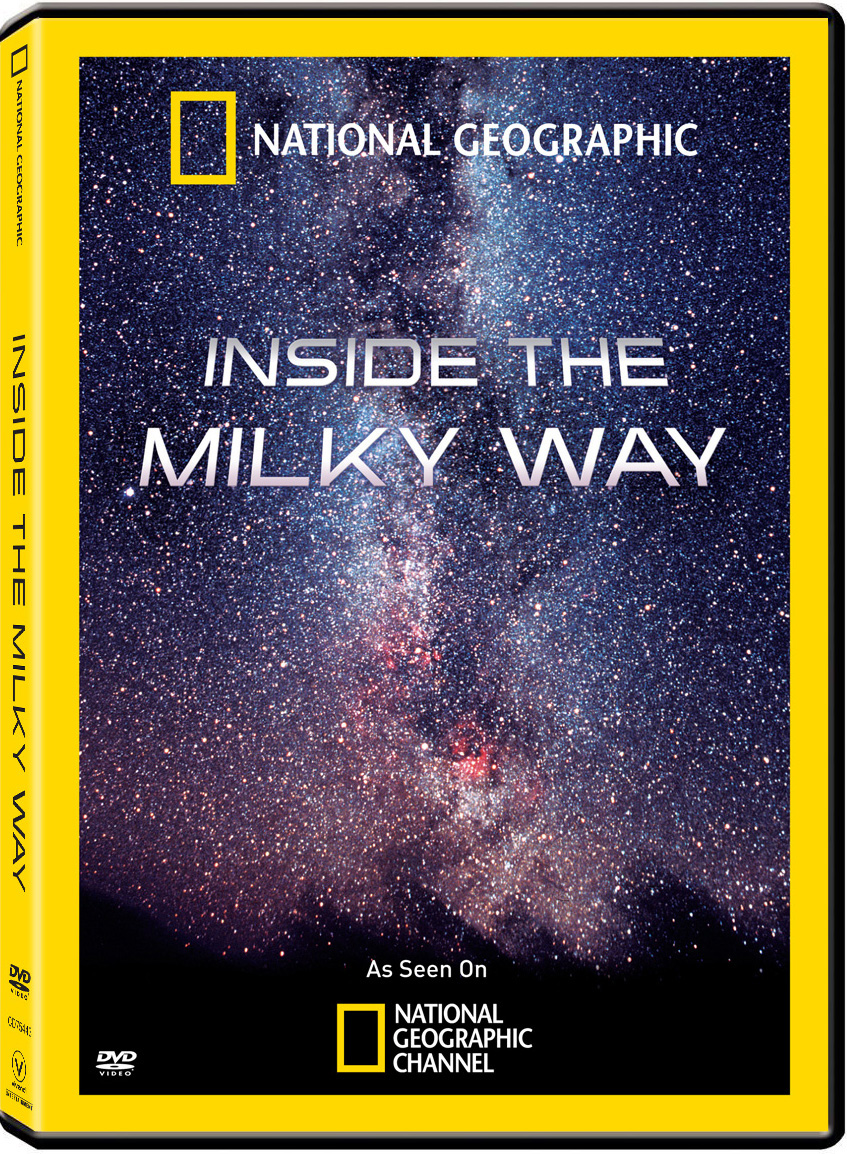 NATIONAL GEOGRAPHIC
INSIDE THE MILKY WAY
DVD
VIDEO
NATIONAL GEOGRAPHIC
INSIDE THE
MILKY WAY
As Seen On
NATIONAL
GEOGRAPHIC
CHANNEL
DVD
VIDEO